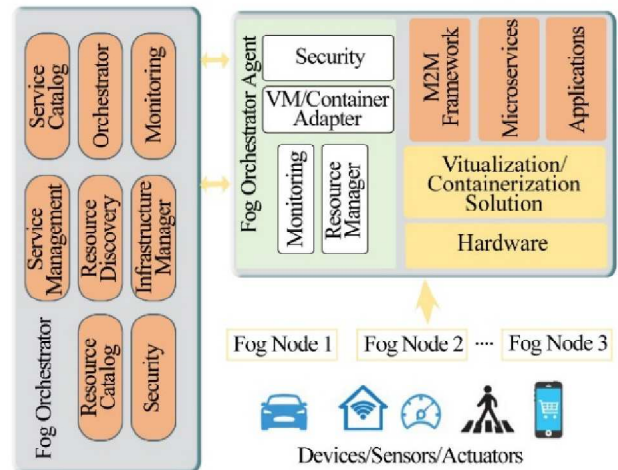 Service
Catalog
Orchestrator
Monitoring
Service
Management
Resource
Discovery
Infrastructure
Manager
Fog Orchestrator
Resource
Catalog
Security
Fog Orchestrator Agent
Security
VM/Container
Adapter
Monitoring
Resource
Manager
M2M
Framework
Microservices
Applications
Vitualization/
Containerization
Solution
Hardware
Fog Node 1
Fog Node 2
....
Fog Node 3
Devices/Sensors/Actuators